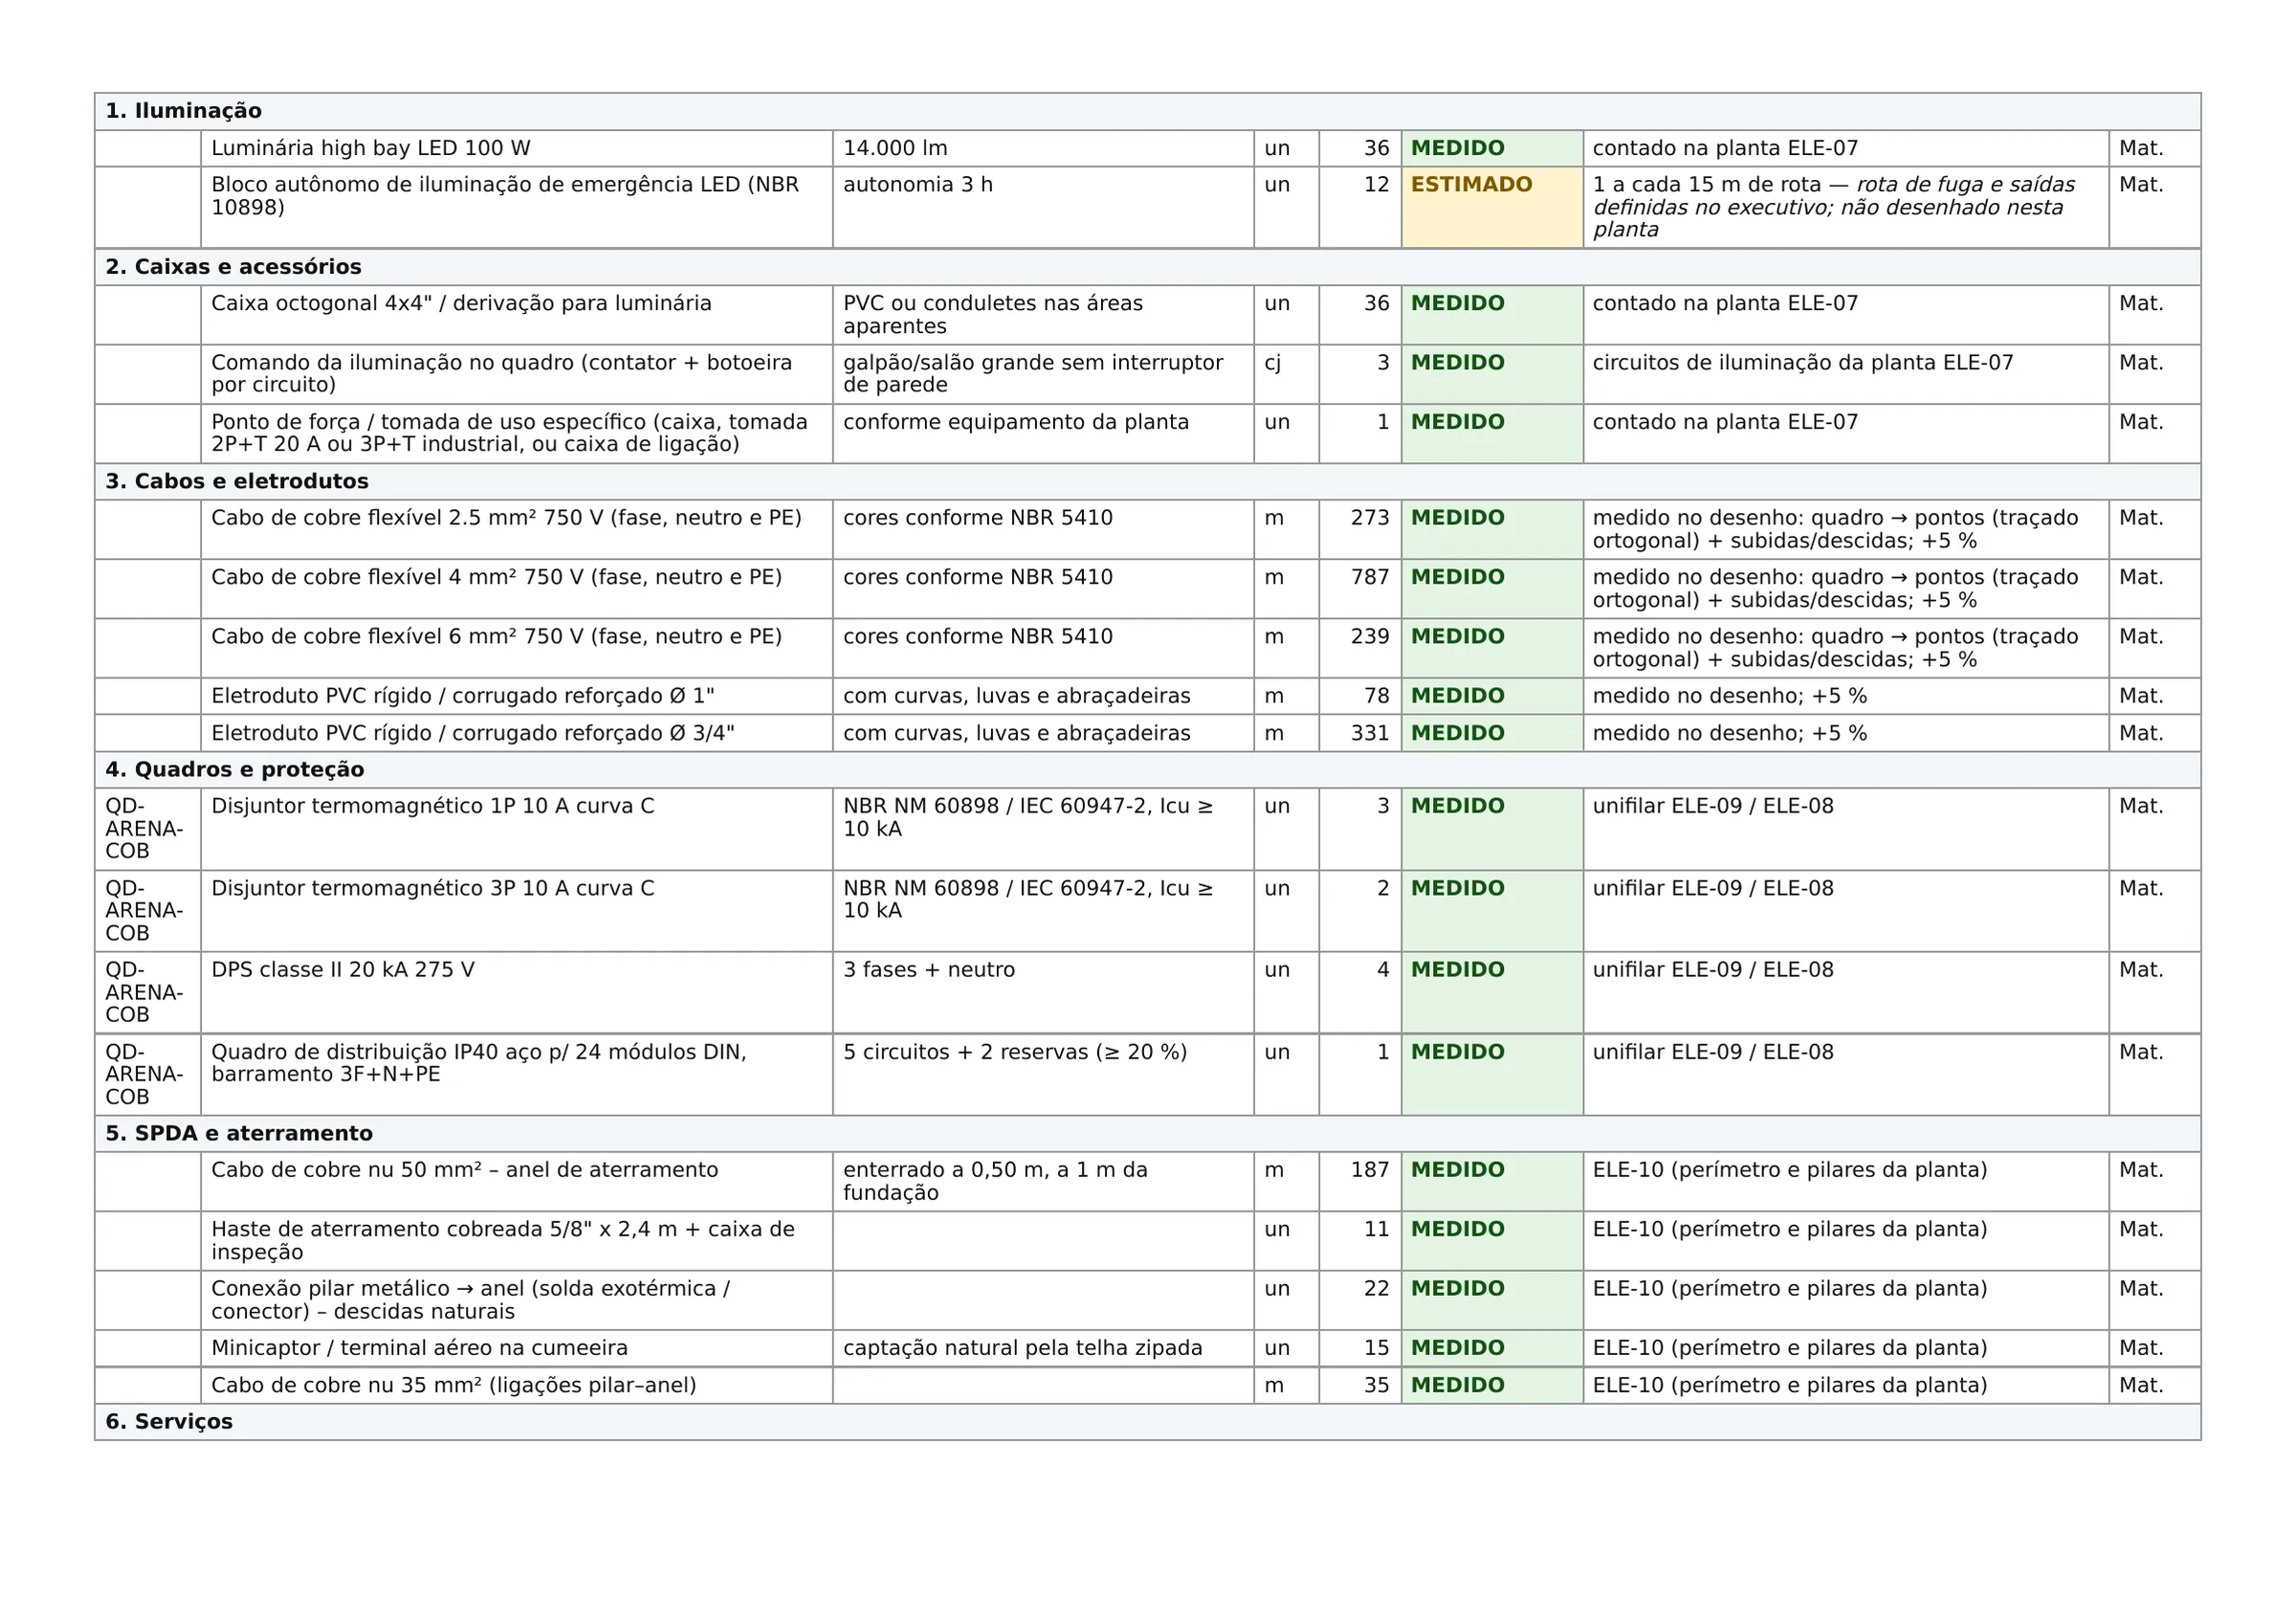 1. Iluminação
Luminária high bay LED 100 W 14.000 lm un 36 MEDIDO contado na planta ELE-07 Mat.
Bloco autônomo de iluminação de emergência LED (NBR 10898) autonomia 3 h un 12 ESTIMADO 1 a cada 15 m de rota — rota de fuga e saídas definidas no executivo; não desenhado nesta planta Mat.
2. Caixas e acessórios
Caixa octogonal 4x4" / derivação para luminária PVC ou conduletes nas áreas aparentes un 36 MEDIDO contado na planta ELE-07 Mat.
Comando da iluminação no quadro (contator + botoeira por circuito) galpão/salão grande sem interruptor de parede cj 3 MEDIDO circuitos de iluminação da planta ELE-07 Mat.
Ponto de força / tomada de uso específico (caixa, tomada 2P+T 20 A ou 3P+T industrial, ou caixa de ligação) conforme equipamento da planta un 1 MEDIDO contado na planta ELE-07 Mat.
3. Cabos e eletrodutos
Cabo de cobre flexível 2.5 mm² 750 V (fase, neutro e PE) cores conforme NBR 5410 m 273 MEDIDO medido no desenho: quadro → pontos (traçado ortogonal) + subidas/descidas; +5 % Mat.
Cabo de cobre flexível 4 mm² 750 V (fase, neutro e PE) cores conforme NBR 5410 m 787 MEDIDO medido no desenho: quadro → pontos (traçado ortogonal) + subidas/descidas; +5 % Mat.
Cabo de cobre flexível 6 mm² 750 V (fase, neutro e PE) cores conforme NBR 5410 m 239 MEDIDO medido no desenho: quadro → pontos (traçado ortogonal) + subidas/descidas; +5 % Mat.
Eletroduto PVC rígido / corrugado reforçado Ø 1" com curvas, luvas e abraçadeiras m 78 MEDIDO medido no desenho; +5 % Mat.
Eletroduto PVC rígido / corrugado reforçado Ø 3/4" com curvas, luvas e abraçadeiras m 331 MEDIDO medido no desenho; +5 % Mat.
4. Quadros e proteção
QD-ARENA-COB Disjuntor termomagnético 1P 10 A curva C NBR NM 60898 / IEC 60947-2, Icu ≥ 10 kA un 3 MEDIDO unifilar ELE-09 / ELE-08 Mat.
QD-ARENA-COB Disjuntor termomagnético 3P 10 A curva C NBR NM 60898 / IEC 60947-2, Icu ≥ 10 kA un 2 MEDIDO unifilar ELE-09 / ELE-08 Mat.
QD-ARENA-COB DPS classe II 20 kA 275 V 3 fases + neutro un 4 MEDIDO unifilar ELE-09 / ELE-08 Mat.
QD-ARENA-COB Quadro de distribuição IP40 aço p/ 24 módulos DIN, barramento 3F+N+PE 5 circuitos + 2 reservas (≥ 20 %) un 1 MEDIDO unifilar ELE-09 / ELE-08 Mat.
5. SPDA e aterramento
Cabo de cobre nu 50 mm² – anel de aterramento enterrado a 0,50 m, a 1 m da fundação m 187 MEDIDO ELE-10 (perímetro e pilares da planta) Mat.
Haste de aterramento cobreada 5/8" x 2,4 m + caixa de inspeção un 11 MEDIDO ELE-10 (perímetro e pilares da planta) Mat.
Conexão pilar metálico → anel (solda exotérmica / conector) – descidas naturais un 22 MEDIDO ELE-10 (perímetro e pilares da planta) Mat.
Minicaptor / terminal aéreo na cumeeira captação natural pela telha zipada un 15 MEDIDO ELE-10 (perímetro e pilares da planta) Mat.
Cabo de cobre nu 35 mm² (ligações pilar–anel) m 35 MEDIDO ELE-10 (perímetro e pilares da planta) Mat.
6. Serviços